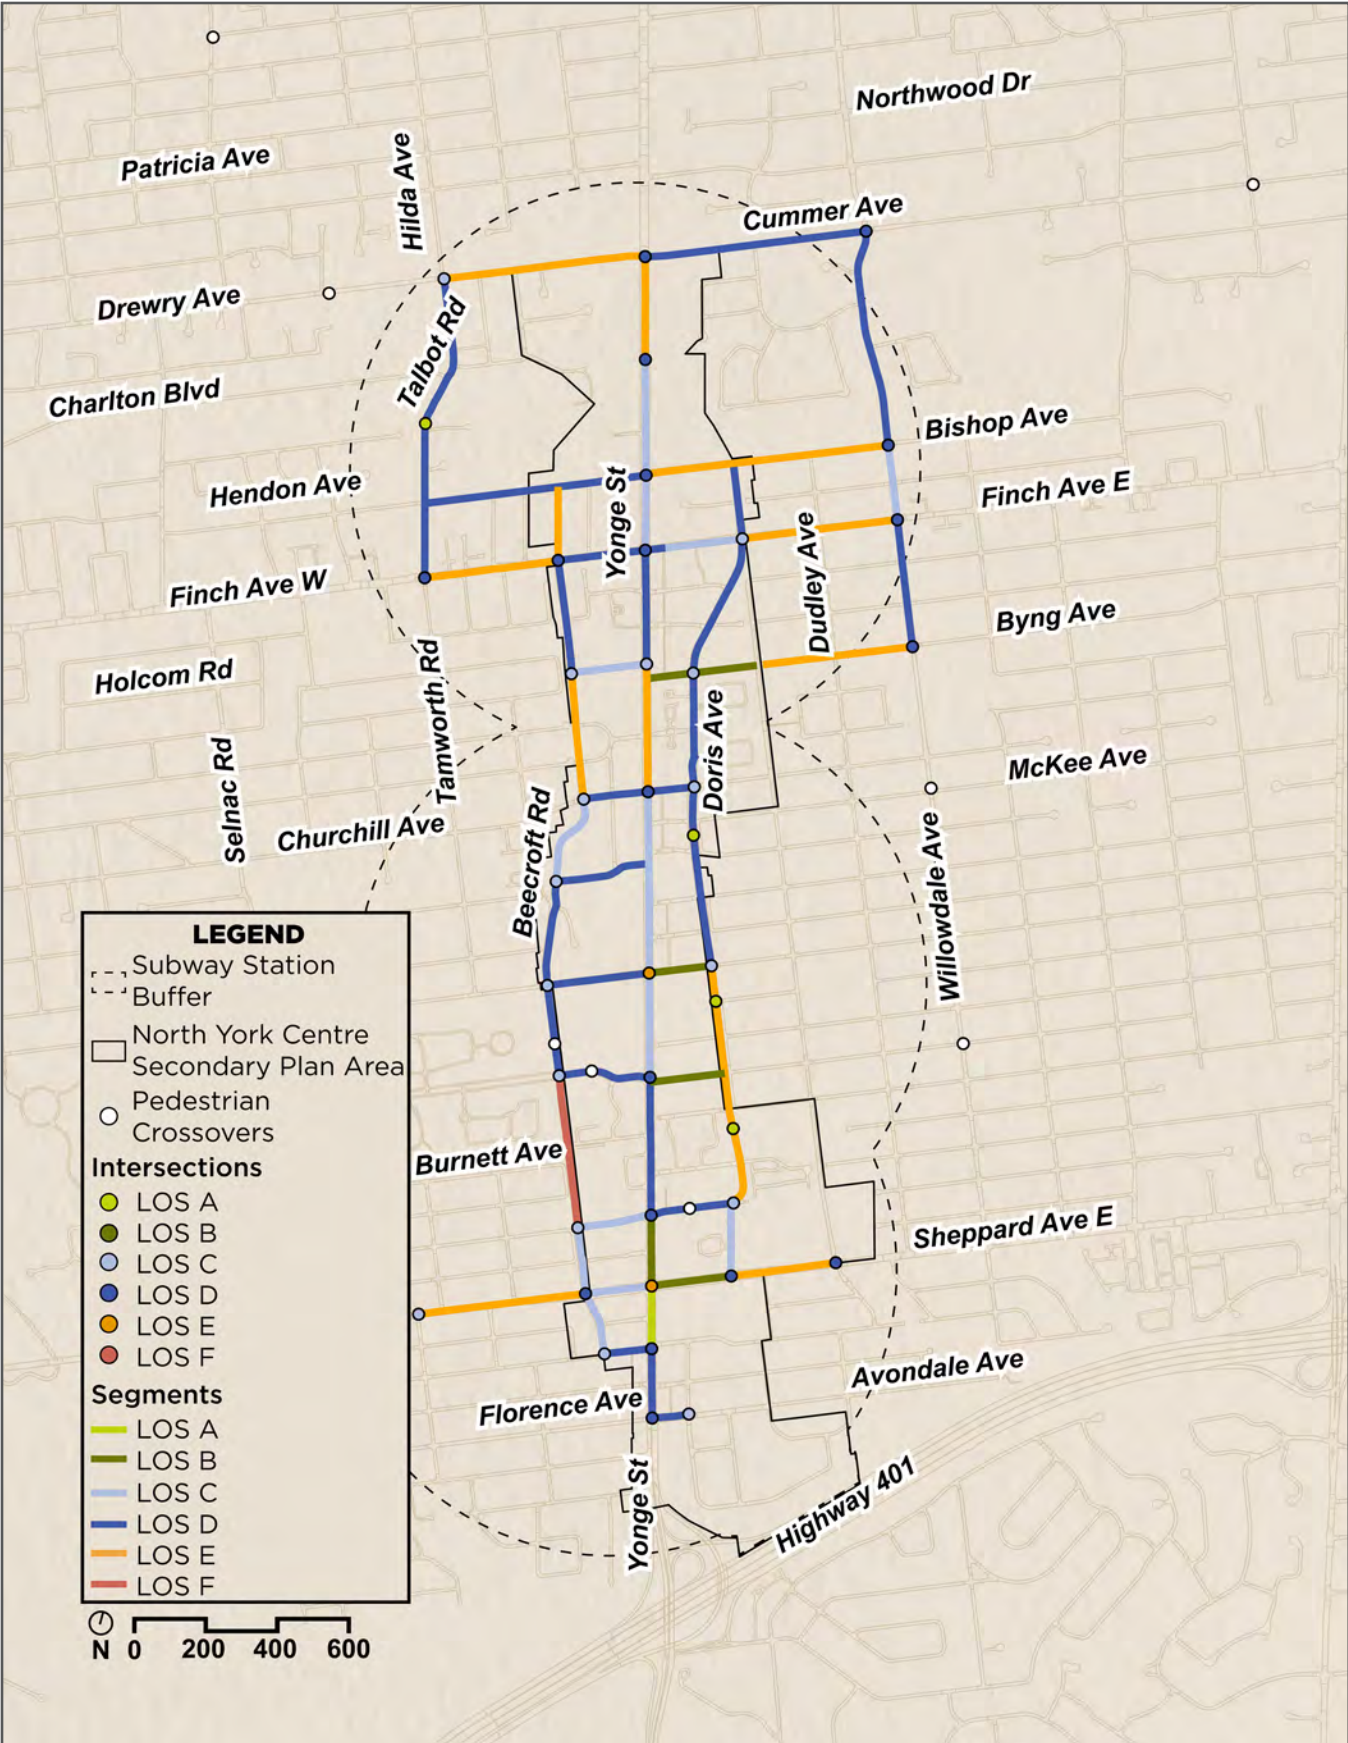 Northwood Dr
Patricia Ave
Hilda Ave
Cummer Ave
Drewry Ave
Talbot Rd
Charlton Blvd
Bishop Ave
Hendon Ave
Yonge St
Finch Ave E
Dudley Ave
Finch Ave W
Byng Ave
Holcom Rd
Tamworth Rd
Doris Ave
Selnac Rd
McKee Ave
Churchill Ave
Beecroft Rd
Willowdale Ave
LEGEND
Subway Station
Buffer
North York Centre
Secondary Plan Area
Pedestrian
Crossovers
Intersections
LOS A
LOS B
LOS C
LOS D
LOS E
LOS F
Segments
LOS A
LOS B
LOS C
LOS D
LOS E
LOS F
Burnett Ave
Sheppard Ave E
Avondale Ave
Florence Ave
Yonge St
Highway 401
N 0 200 400 600